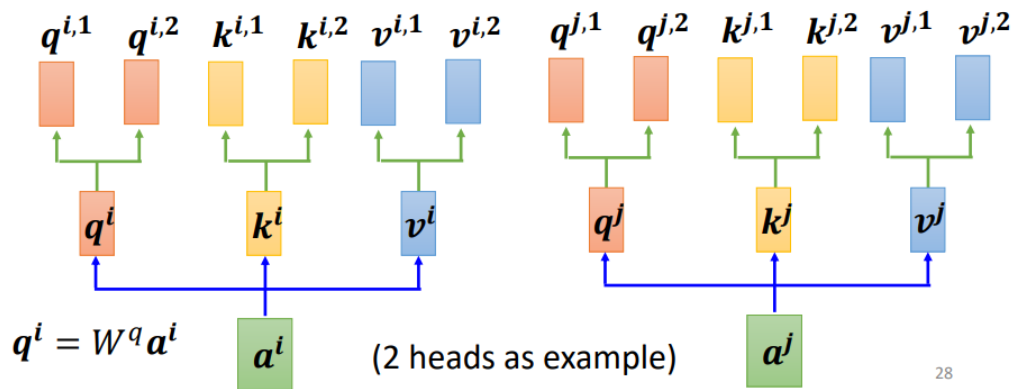 q^{i,1} q^{i,2} k^{i,1} k^{i,2} v^{i,1} v^{i,2} q^{j,1} q^{j,2} k^{j,1} k^{j,2} v^{j,1} v^{j,2}
q^i k^i v^i q^j k^j v^j
q^i = W^q a^i
a^i (2 heads as example) a^j
28